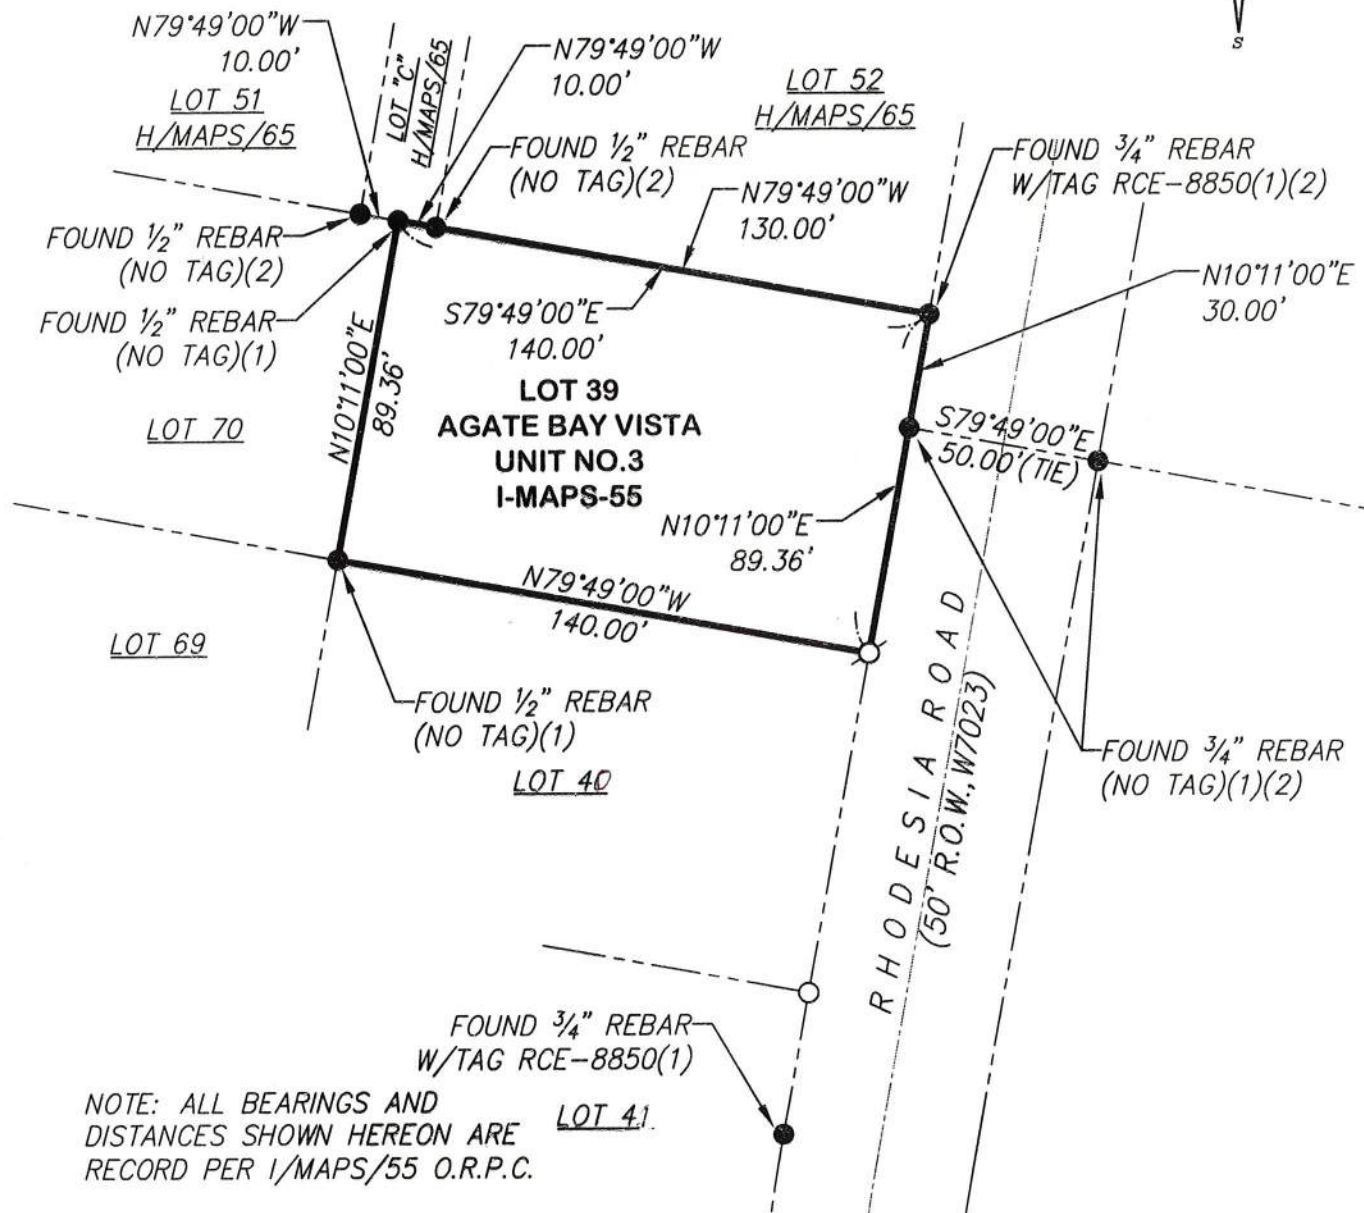 S
N79°49'00"W
10.00'
LOT 51
H/MAPS/65
LOT "C"
H/MAPS/65
N79°49'00"W
10.00'
LOT 52
H/MAPS/65
FOUND 1/2" REBAR
(NO TAG)(2)
FOUND 3/4" REBAR
W/TAG RCE-8850(1)(2)
N79°49'00"W
130.00'
FOUND 1/2" REBAR
(NO TAG)(2)
N10°11'00"E
30.00'
FOUND 1/2" REBAR
(NO TAG)(1)
S79°49'00"E
140.00'
N10°11'00"E
89.36'
LOT 39
AGATE BAY VISTA
UNIT NO.3
I-MAPS-55
LOT 70
S79°49'00"E
50.00'(TIE)
N10°11'00"E
89.36'
N79°49'00"W
140.00'
LOT 69
FOUND 1/2" REBAR
(NO TAG)(1)
LOT 40
RHODESIA ROAD
(50' R.O.W.,W7023)
FOUND 3/4" REBAR
(NO TAG)(1)(2)
FOUND 3/4" REBAR
W/TAG RCE-8850(1)
LOT 41
NOTE: ALL BEARINGS AND
DISTANCES SHOWN HEREON ARE
RECORD PER I/MAPS/55 O.R.P.C.